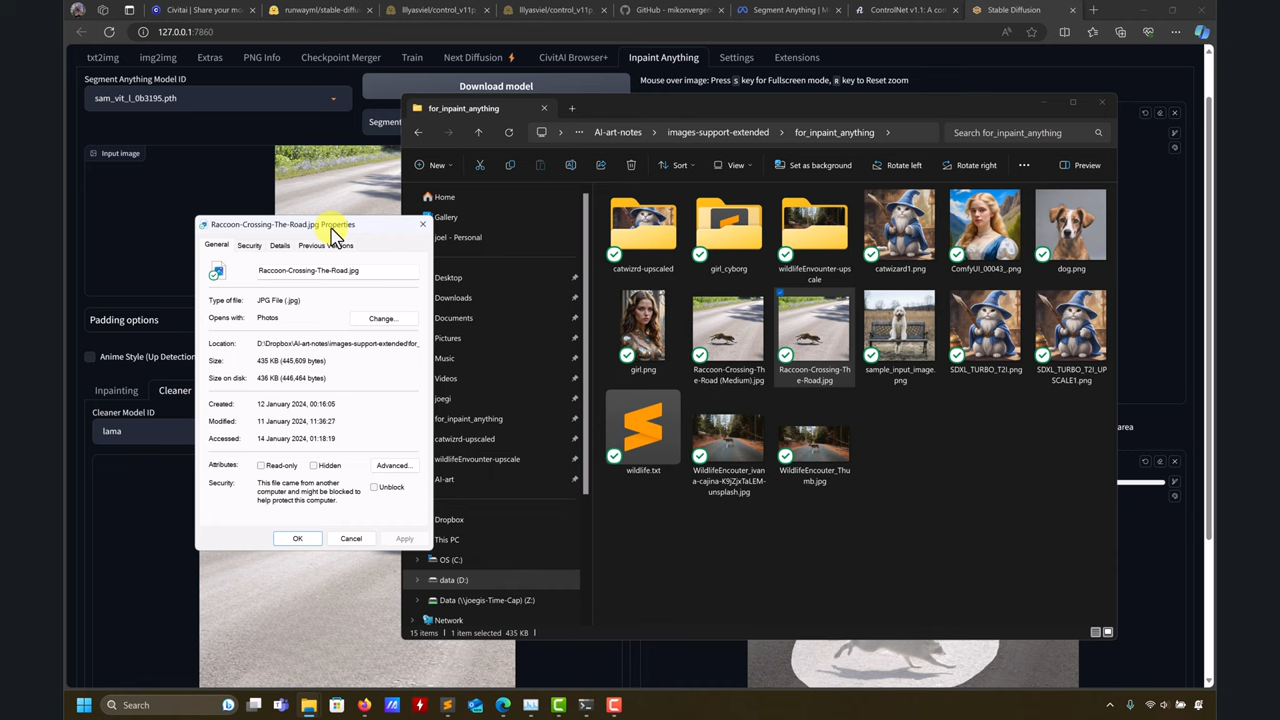 Civitai | Share your m
runwayml/stable-diffus
lllyasviel/control_v11p
lllyasviel/control_v11p
GitHub - mikonvergen
Segment Anything | M
ControlNet v1.1: A con
Stable Diffusion
127.0.0.1:7860
txt2img
img2img
Extras
PNG Info
Checkpoint Merger
Train
Next Diffusion
CivitAI Browser+
Inpaint Anything
Settings
Extensions
Segment Anything Model ID
sam_vit_l_0b3195.pth
Download model
Segment
Mouse over image: Press S key for Fullscreen mode, R key to Reset zoom
Input image
Padding options
Anime Style (Up Detection
Inpainting
Cleaner
Cleaner Model ID
lama
area
for_inpaint_anything
AI-art-notes
images-support-extended
for_inpaint_anything
Search for_inpaint_anything
New
Sort
View
Set as background
Rotate left
Rotate right
Preview
Home
Gallery
joel - Personal
Desktop
Downloads
Documents
Pictures
Music
Videos
joegi
for_inpaint_anything
catwizrd-upscaled
wildlifeEnvounter-upscale
AI-art
Dropbox
This PC
OS (C:)
data (D:)
Data (\\joegis-Time-Cap) (Z:)
Network
catwizrd-upscaled
girl_cyborg
wildlifeEnvounter-ups
cale
catwizard1.png
ComfyUI_00043_.png
dog.png
girl.png
Raccoon-Crossing-Th
e-Road (Medium).jpg
Raccoon-Crossing-Th
e-Road.jpg
sample_input_image.
png
SDXL_TURBO_T2I.png
SDXL_TURBO_T2I_UP
SCALE1.png
wildlife.txt
WildlifeEncouter_ivan
a-cajina-K9jZjxTaLEM-
unsplash.jpg
WildlifeEncouter_Thu
mb.jpg
15 items
1 item selected 435 KB
Raccoon-Crossing-The-Road.jpg Properties
General
Security
Details
Previous Versions
Raccoon-Crossing-The-Road.jpg
Type of file:
JPG File (.jpg)
Opens with:
Photos
Change...
Location:
D:\Dropbox\AI-art-notes\images-support-extended\for_
Size:
435 KB (445,609 bytes)
Size on disk:
436 KB (446,464 bytes)
Created:
12 January 2024, 00:16:05
Modified:
11 January 2024, 11:36:27
Accessed:
14 January 2024, 01:18:19
Attributes:
Read-only
Hidden
Advanced...
Security:
This file came from another
computer and might be blocked to
help protect this computer.
Unblock
OK
Cancel
Apply
Search